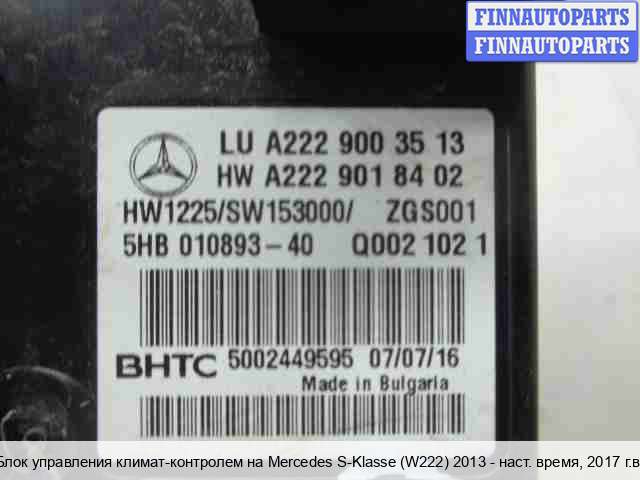 FINNAUTOPARTS
FINNAUTOPARTS
LU A222 900 35 13
HW A222 901 84 02
HW1225/SW153000/ ZGS001
5HB 010893-40 Q002 102 1
BHTC 5002449595 07/07/16
Made in Bulgaria
Блок управления климат-контролем на Mercedes S-Klasse (W222) 2013 - наст. время, 2017 г.в.